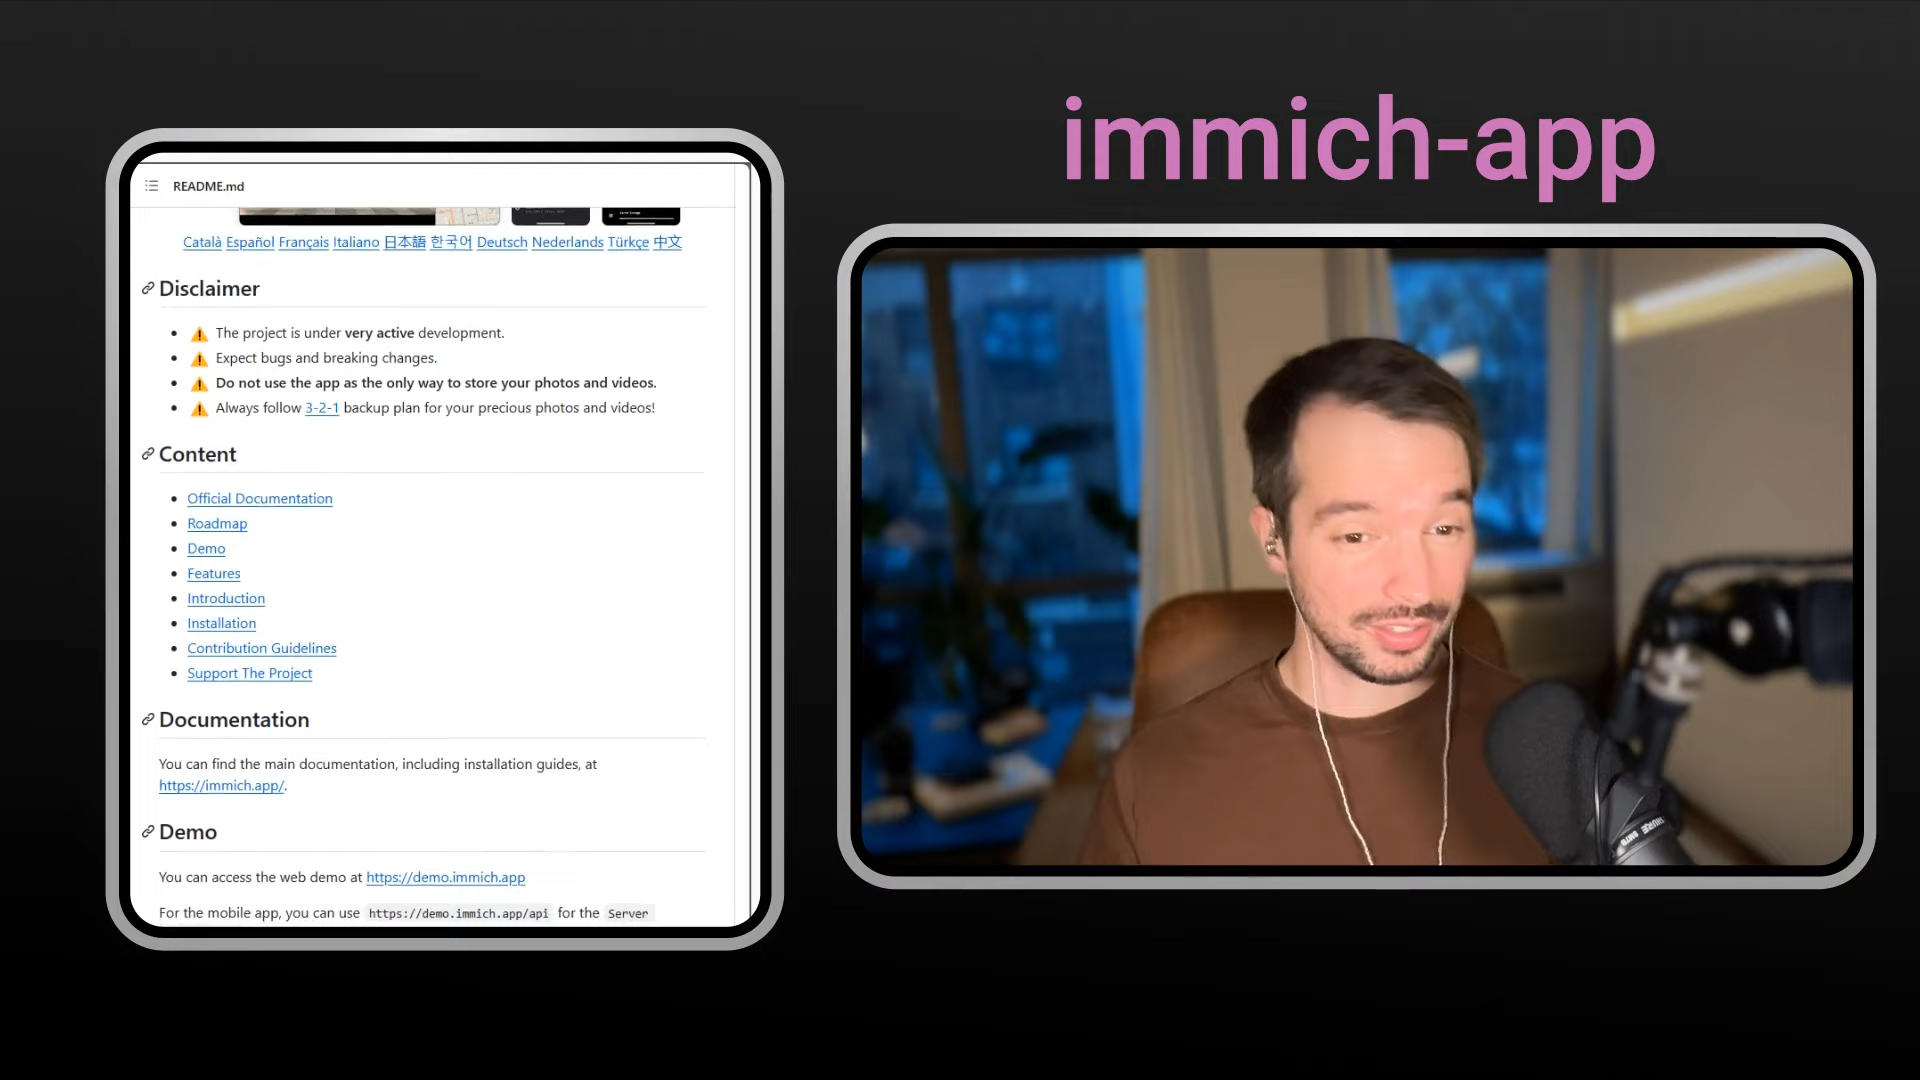 immich-app
README.md
Català Español Français Italiano 日本語 한국어 Deutsch Nederlands Türkçe 中文
Disclaimer
The project is under very active development.
Expect bugs and breaking changes.
Do not use the app as the only way to store your photos and videos.
Always follow 3-2-1 backup plan for your precious photos and videos!
Content
Official Documentation
Roadmap
Demo
Features
Introduction
Installation
Contribution Guidelines
Support The Project
Documentation
You can find the main documentation, including installation guides, at
https://immich.app/.
Demo
You can access the web demo at https://demo.immich.app
For the mobile app, you can use https://demo.immich.app/api for the Server
SHURE SM7B